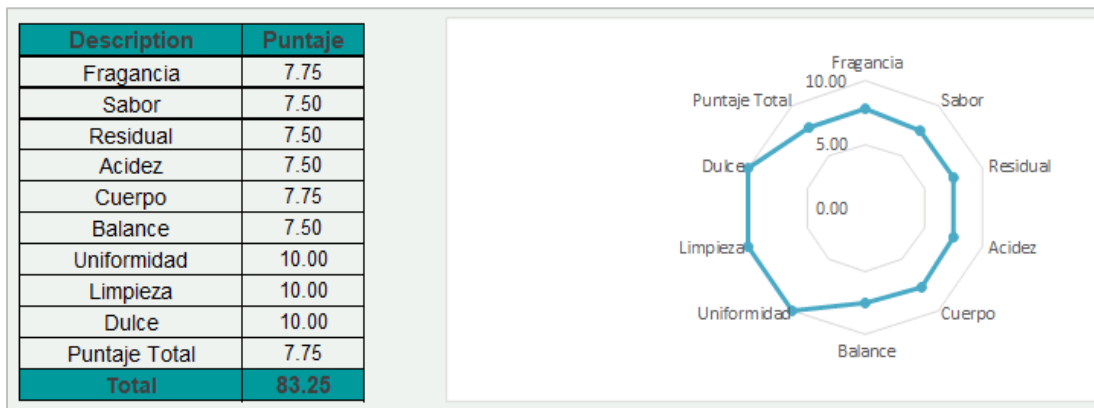 Description Puntaje
Fragancia 7.75
Sabor 7.50
Residual 7.50
Acidez 7.50
Cuerpo 7.75
Balance 7.50
Uniformidad 10.00
Limpieza 10.00
Dulce 10.00
Puntaje Total 7.75
Total 83.25
Fragancia
10.00
Puntaje Total
Sabor
5.00
Dulce
Residual
0.00
Limpieza
Acidez
Uniformidad
Cuerpo
Balance